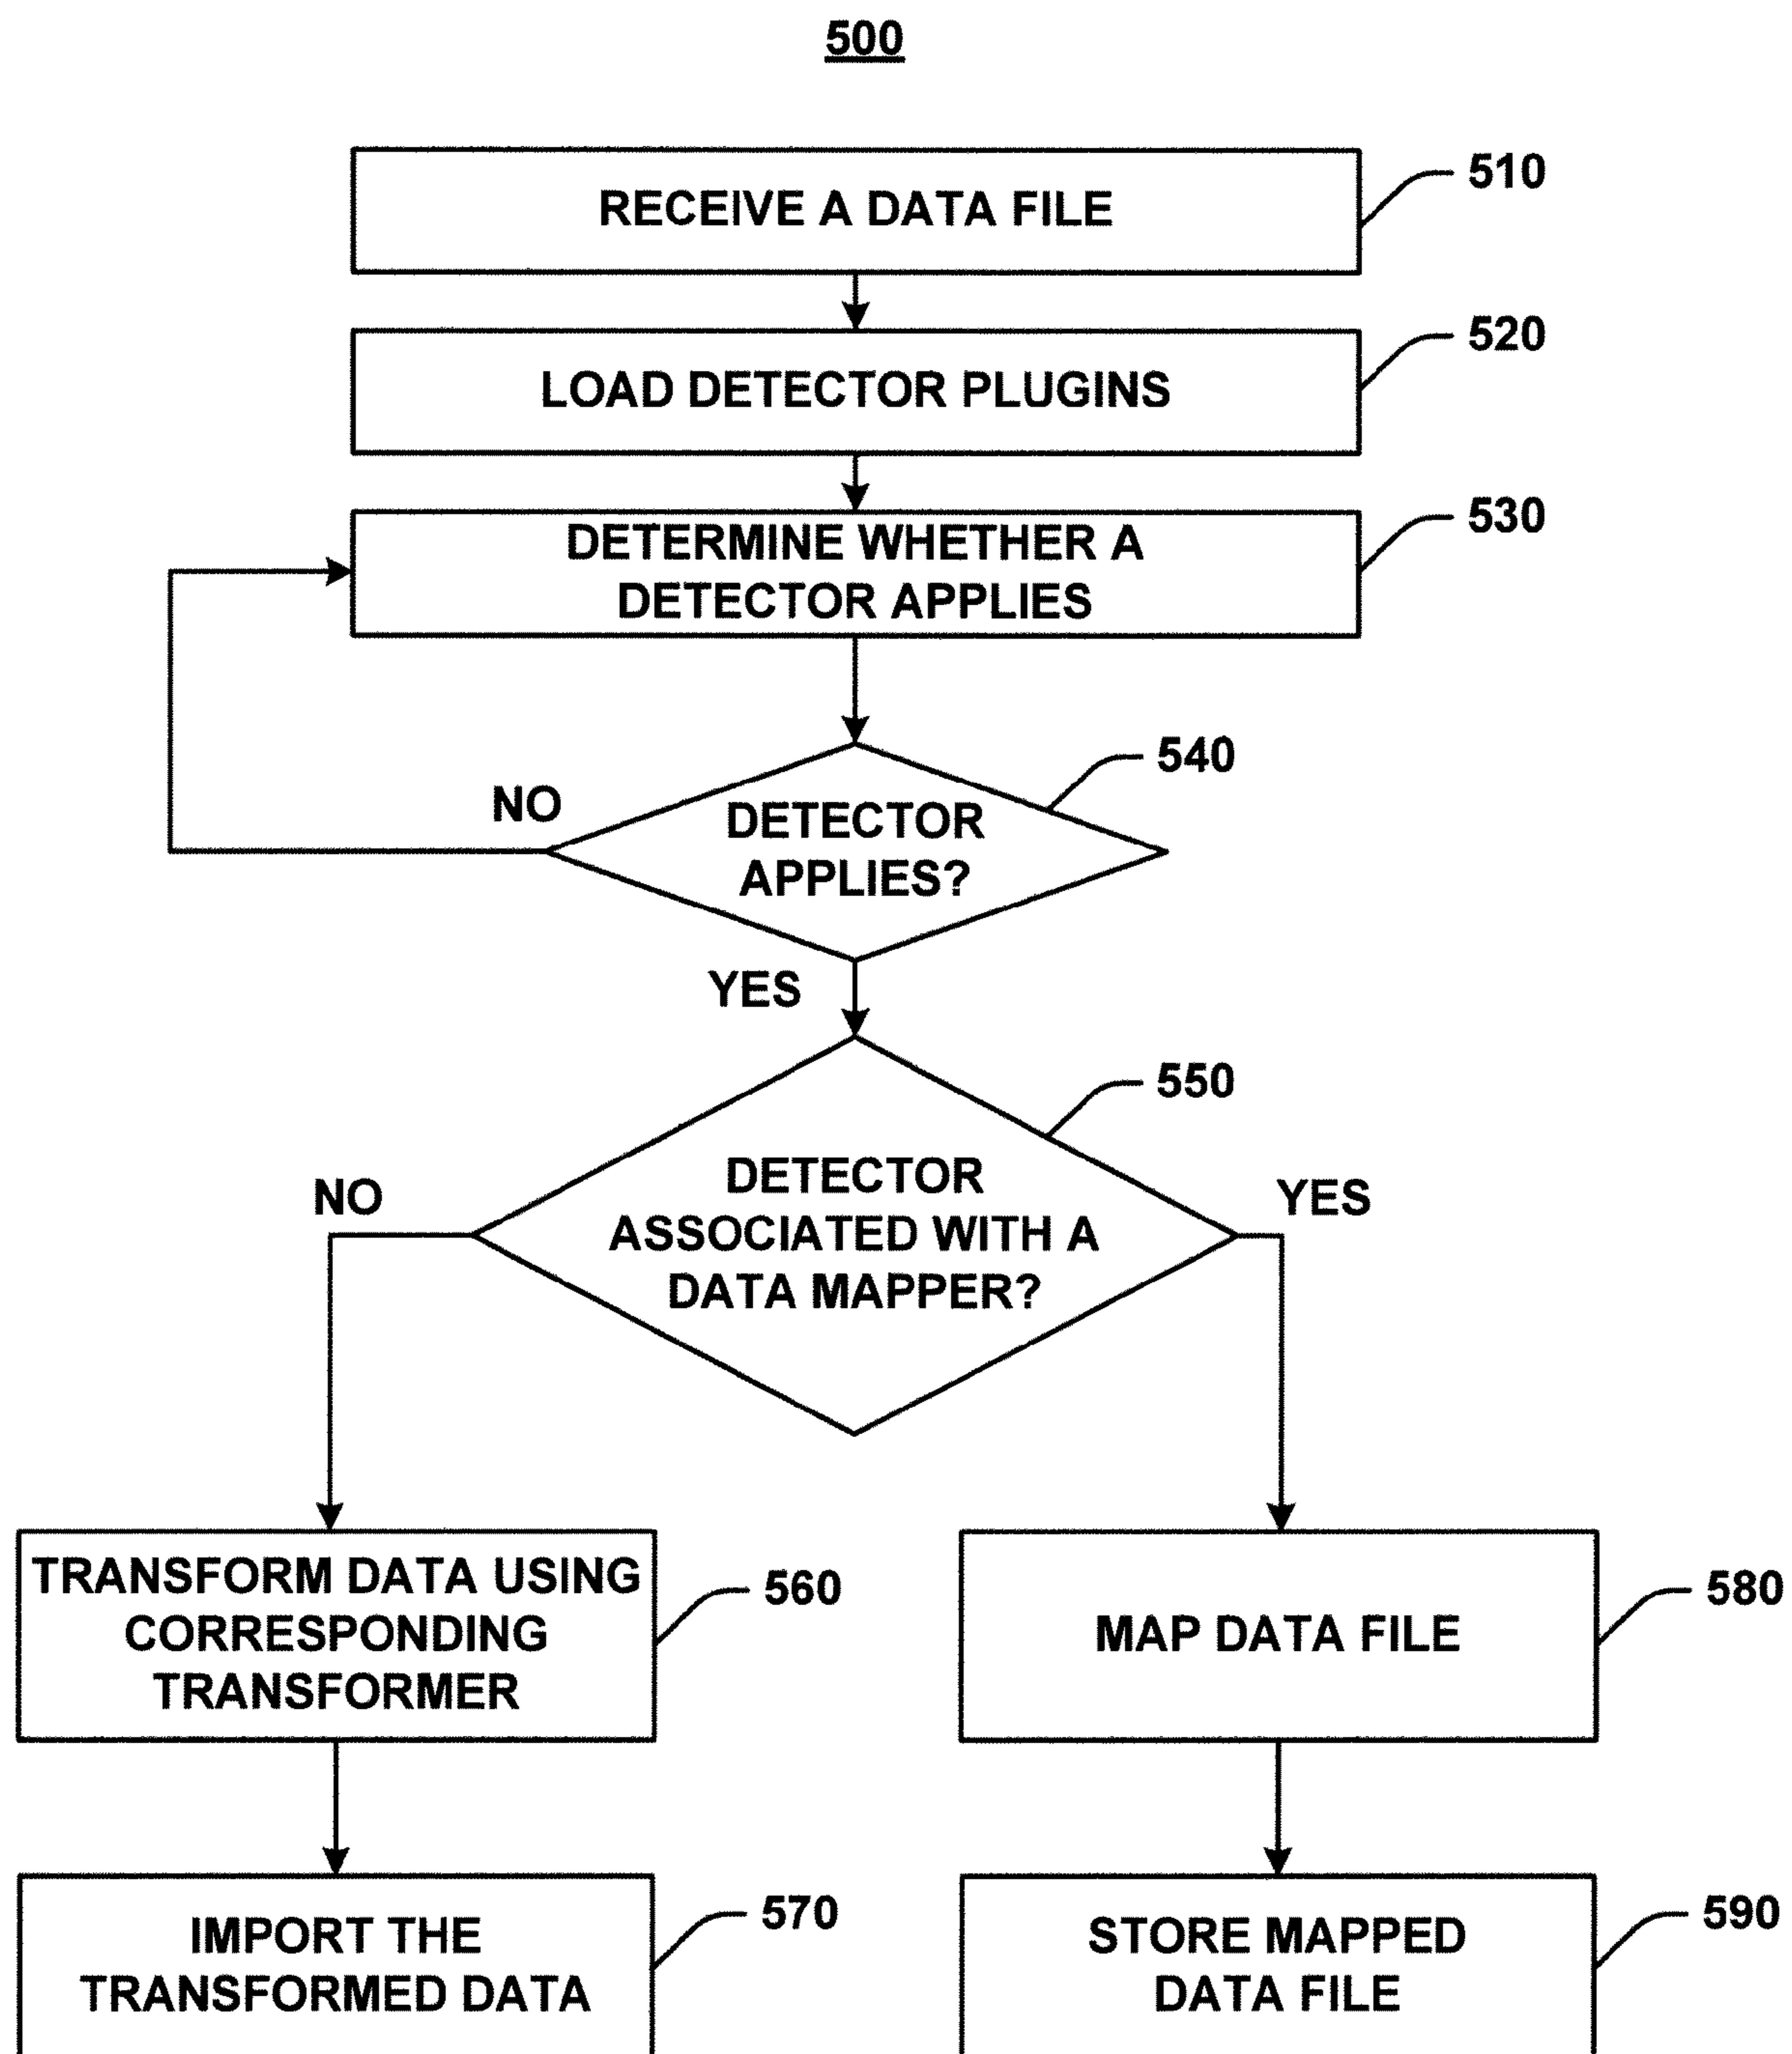 500
RECEIVE A DATA FILE
510
LOAD DETECTOR PLUGINS
520
DETERMINE WHETHER A
DETECTOR APPLIES
530
DETECTOR
APPLIES?
540
NO
YES
DETECTOR
ASSOCIATED WITH A
DATA MAPPER?
550
NO
YES
TRANSFORM DATA USING
CORRESPONDING
TRANSFORMER
560
MAP DATA FILE
580
IMPORT THE
TRANSFORMED DATA
570
STORE MAPPED
DATA FILE
590